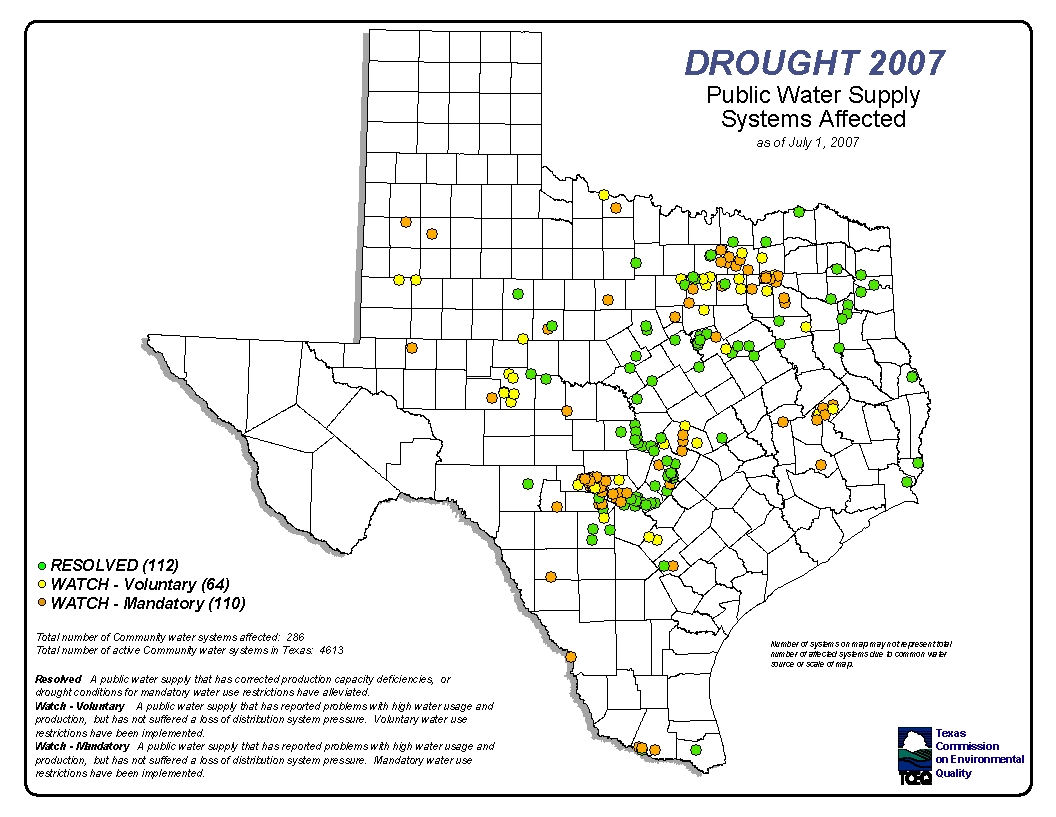 DROUGHT 2007
Public Water Supply
Systems Affected
as of July 1, 2007
RESOLVED (112)
WATCH - Voluntary (64)
WATCH - Mandatory (110)
Total number of Community water systems affected: 286
Total number of active Community water systems in Texas: 4613
Resolved A public water supply that has corrected production capacity deficiencies, or
drought conditions for mandatory water use restrictions have alleviated.
Watch - Voluntary A public water supply that has reported problems with high water usage and
production, but has not suffered a loss of distribution system pressure. Voluntary water use
restrictions have been implemented.
Watch - Mandatory A public water supply that has reported problems with high water usage and
production, but has not suffered a loss of distribution system pressure. Mandatory water use
restrictions have been implemented.
Number of systems on map may not represent total
number of affected systems due to common water
source or scale of map.
TCEQ
Texas
Commission
on Environmental
Quality